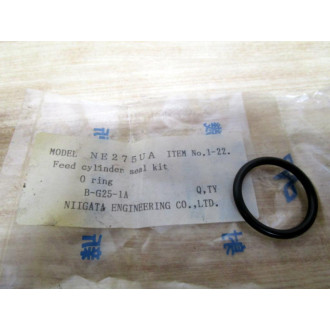 MODEL NE275UA ITEM No.1-22.
Feed cylinder seal kit
O ring
B-G25-1A Q,TY
NIIGATA ENGINEERING CO.,LTD.